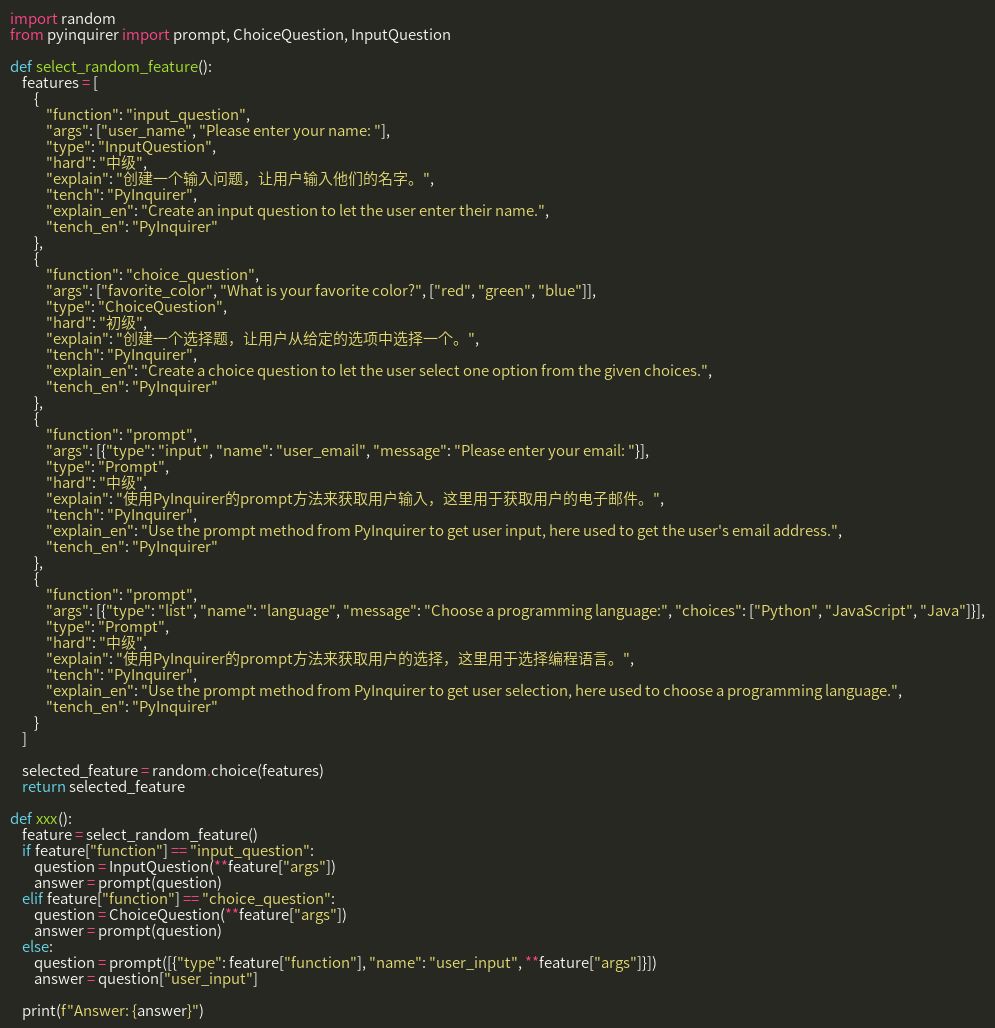 import random
from pyinquirer import prompt, ChoiceQuestion, InputQuestion

def select_random_feature():
    features = [
        {
            "function": "input_question",
            "args": ["user_name", "Please enter your name: "],
            "type": "InputQuestion",
            "hard": "中级",
            "explain": "创建一个输入问题，让用户输入他们的名字。",
            "tench": "PyInquirer",
            "explain_en": "Create an input question to let the user enter their name.",
            "tench_en": "PyInquirer"
        },
        {
            "function": "choice_question",
            "args": ["favorite_color", "What is your favorite color?", ["red", "green", "blue"]],
            "type": "ChoiceQuestion",
            "hard": "初级",
            "explain": "创建一个选择题，让用户从给定的选项中选择一个。",
            "tench": "PyInquirer",
            "explain_en": "Create a choice question to let the user select one option from the given choices.",
            "tench_en": "PyInquirer"
        },
        {
            "function": "prompt",
            "args": [{"type": "input", "name": "user_email", "message": "Please enter your email: "}],
            "type": "Prompt",
            "hard": "中级",
            "explain": "使用PyInquirer的prompt方法来获取用户输入，这里用于获取用户的电子邮件。",
            "tench": "PyInquirer",
            "explain_en": "Use the prompt method from PyInquirer to get user input, here used to get the user's email address.",
            "tench_en": "PyInquirer"
        },
        {
            "function": "prompt",
            "args": [{"type": "list", "name": "language", "message": "Choose a programming language:", "choices": ["Python", "JavaScript", "Java"]}],
            "type": "Prompt",
            "hard": "中级",
            "explain": "使用PyInquirer的prompt方法来获取用户的选择，这里用于选择编程语言。",
            "tench": "PyInquirer",
            "explain_en": "Use the prompt method from PyInquirer to get user selection, here used to choose a programming language.",
            "tench_en": "PyInquirer"
        }
    ]

    selected_feature = random.choice(features)
    return selected_feature

def xxx():
    feature = select_random_feature()
    if feature["function"] == "input_question":
        question = InputQuestion(**feature["args"])
        answer = prompt(question)
    elif feature["function"] == "choice_question":
        question = ChoiceQuestion(**feature["args"])
        answer = prompt(question)
    else:
        question = prompt([{"type": feature["function"], "name": "user_input", **feature["args"]}])
        answer = question["user_input"]

    print(f"Answer: {answer}")